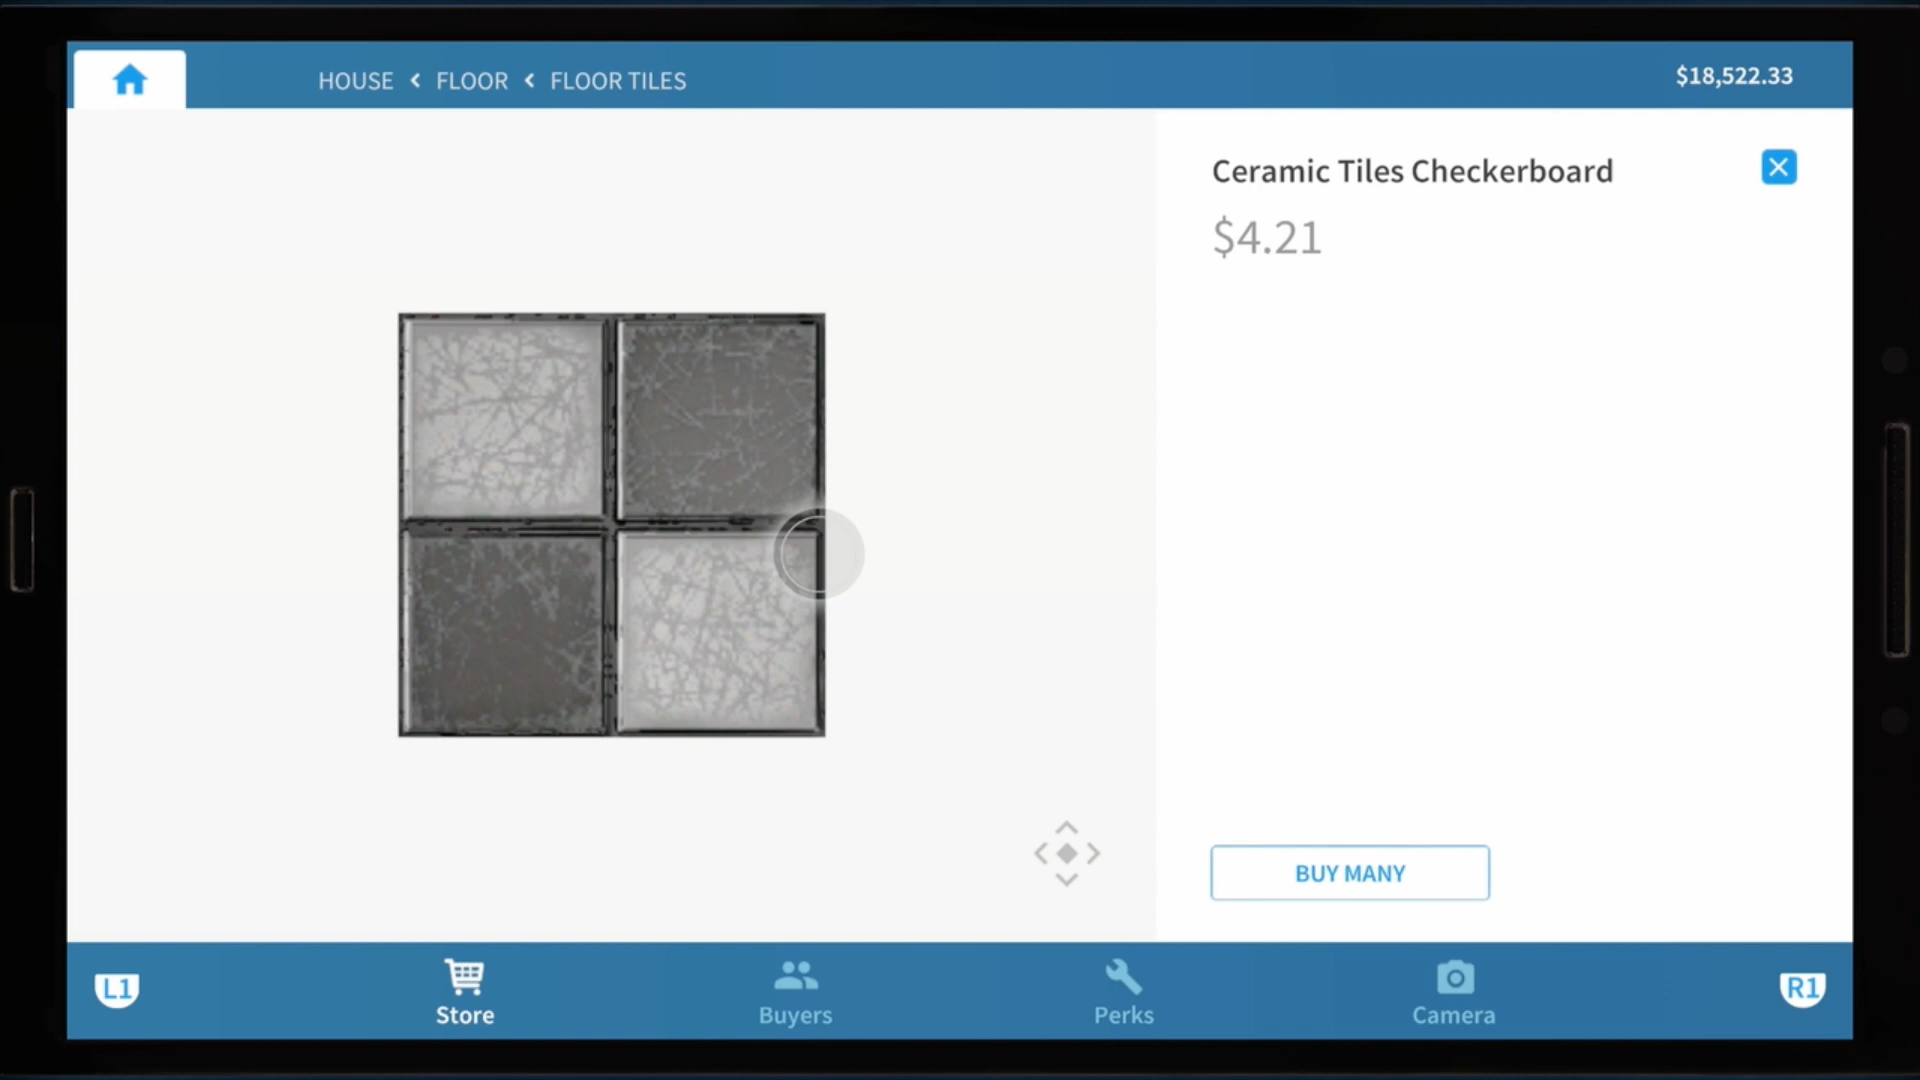 HOUSE < FLOOR < FLOOR TILES
$18,522.33
Ceramic Tiles Checkerboard
$4.21
BUY MANY
L1
Store
Buyers
Perks
Camera
R1